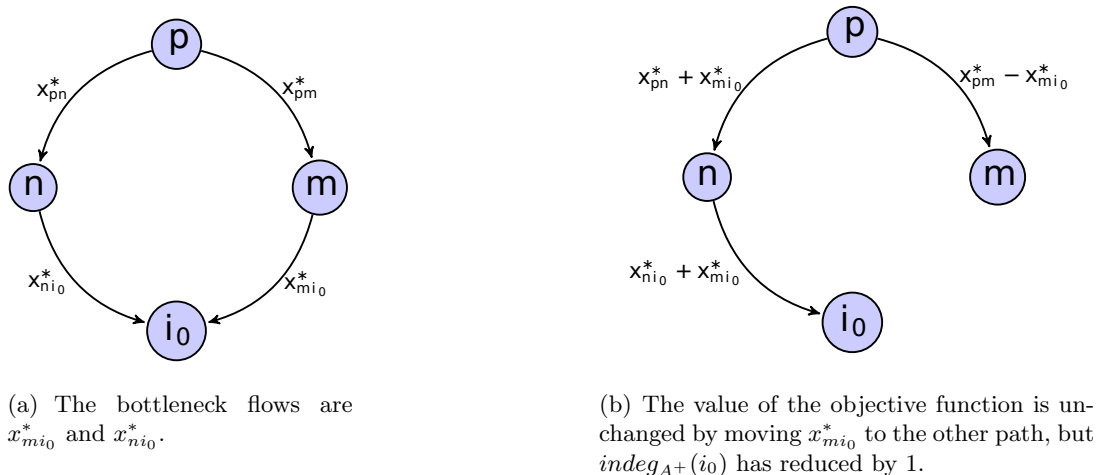 p
x*pn
x*pm
n
m
x*ni0
x*mi0
i0
(a) The bottleneck flows are
x*mi0 and x*ni0.
p
x*pn + x*mi0
x*pm − x*mi0
n
m
x*ni0 + x*mi0
i0
(b) The value of the objective function is un-
changed by moving x*mi0 to the other path, but
indegA+(i0) has reduced by 1.